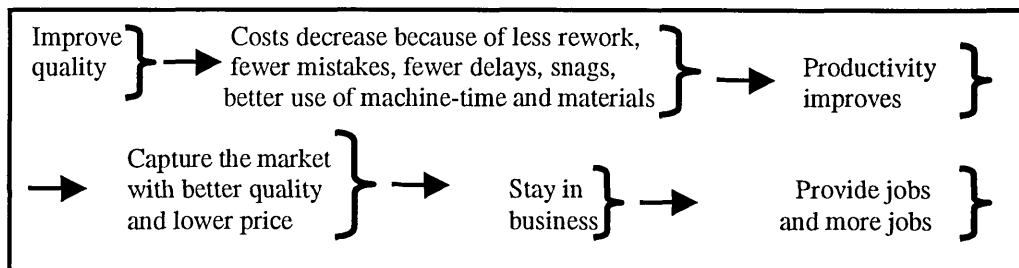 Improve
quality
Costs decrease because of less rework,
fewer mistakes, fewer delays, snags,
better use of machine-time and materials
Productivity
improves
Capture the market
with better quality
and lower price
Stay in
business
Provide jobs
and more jobs